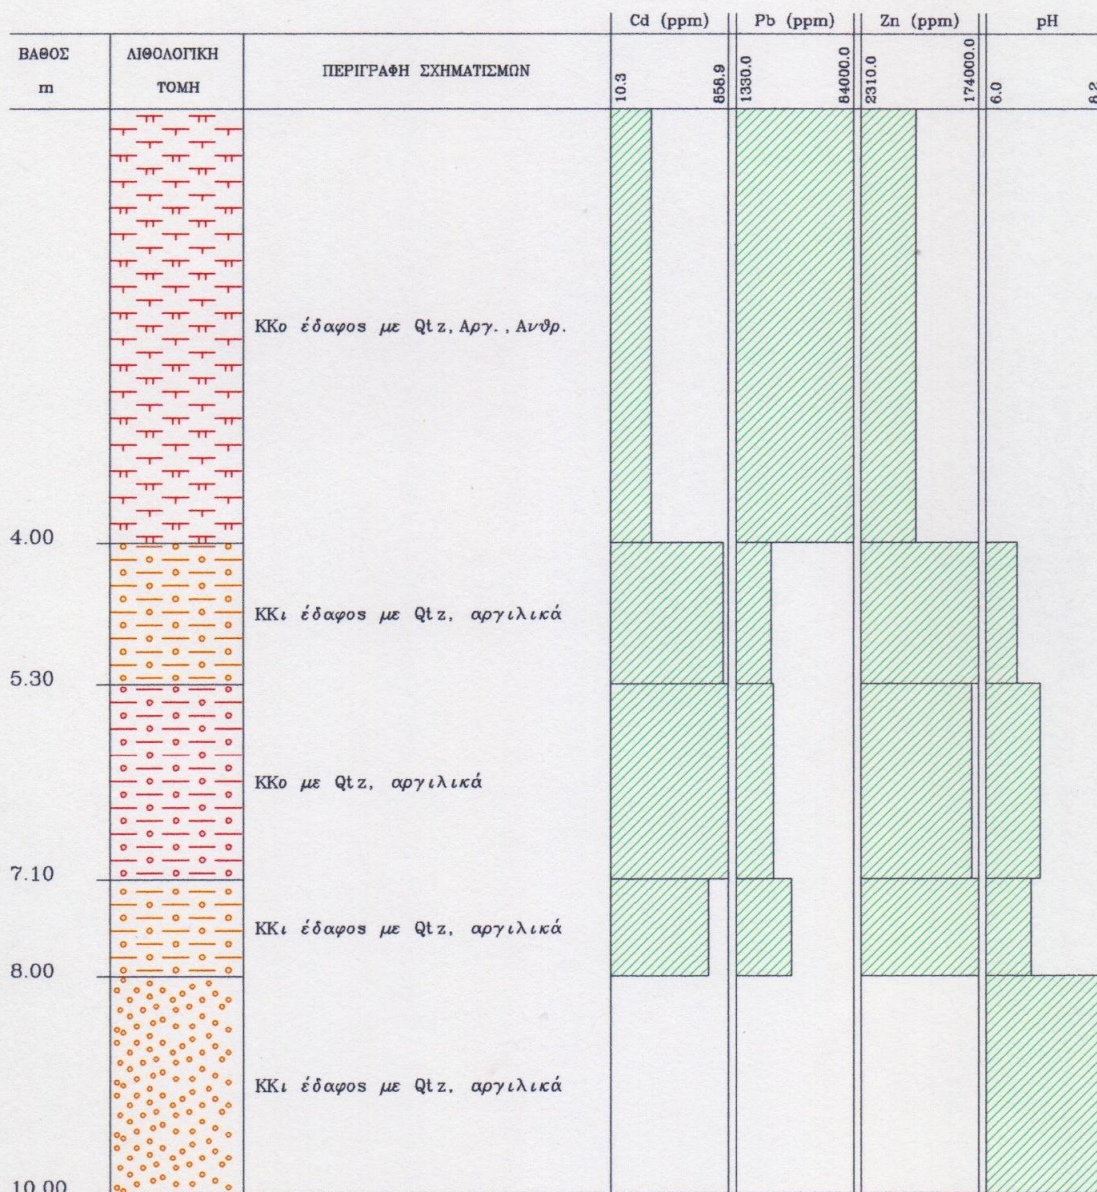 Cd (ppm) Pb (ppm) Zn (ppm) pH
ΒΑΘΟΣ
m
ΛΙΘΟΛΟΓΙΚΗ
ΤΟΜΗ
ΠΕΡΙΓΡΑΦΗ ΣΧΗΜΑΤΙΣΜΩΝ
10.3 858.9 1330.0 84000.0 2310.0 174000.0 6.0 8.2
ΚΚο έδαφος με Qtz, Αργ., Ανθρ.
4.00
ΚΚι έδαφος με Qtz, αργιλικά
5.30
ΚΚο με Qtz, αργιλικά
7.10
ΚΚι έδαφος με Qtz, αργιλικά
8.00
ΚΚι έδαφος με Qtz, αργιλικά
10.00